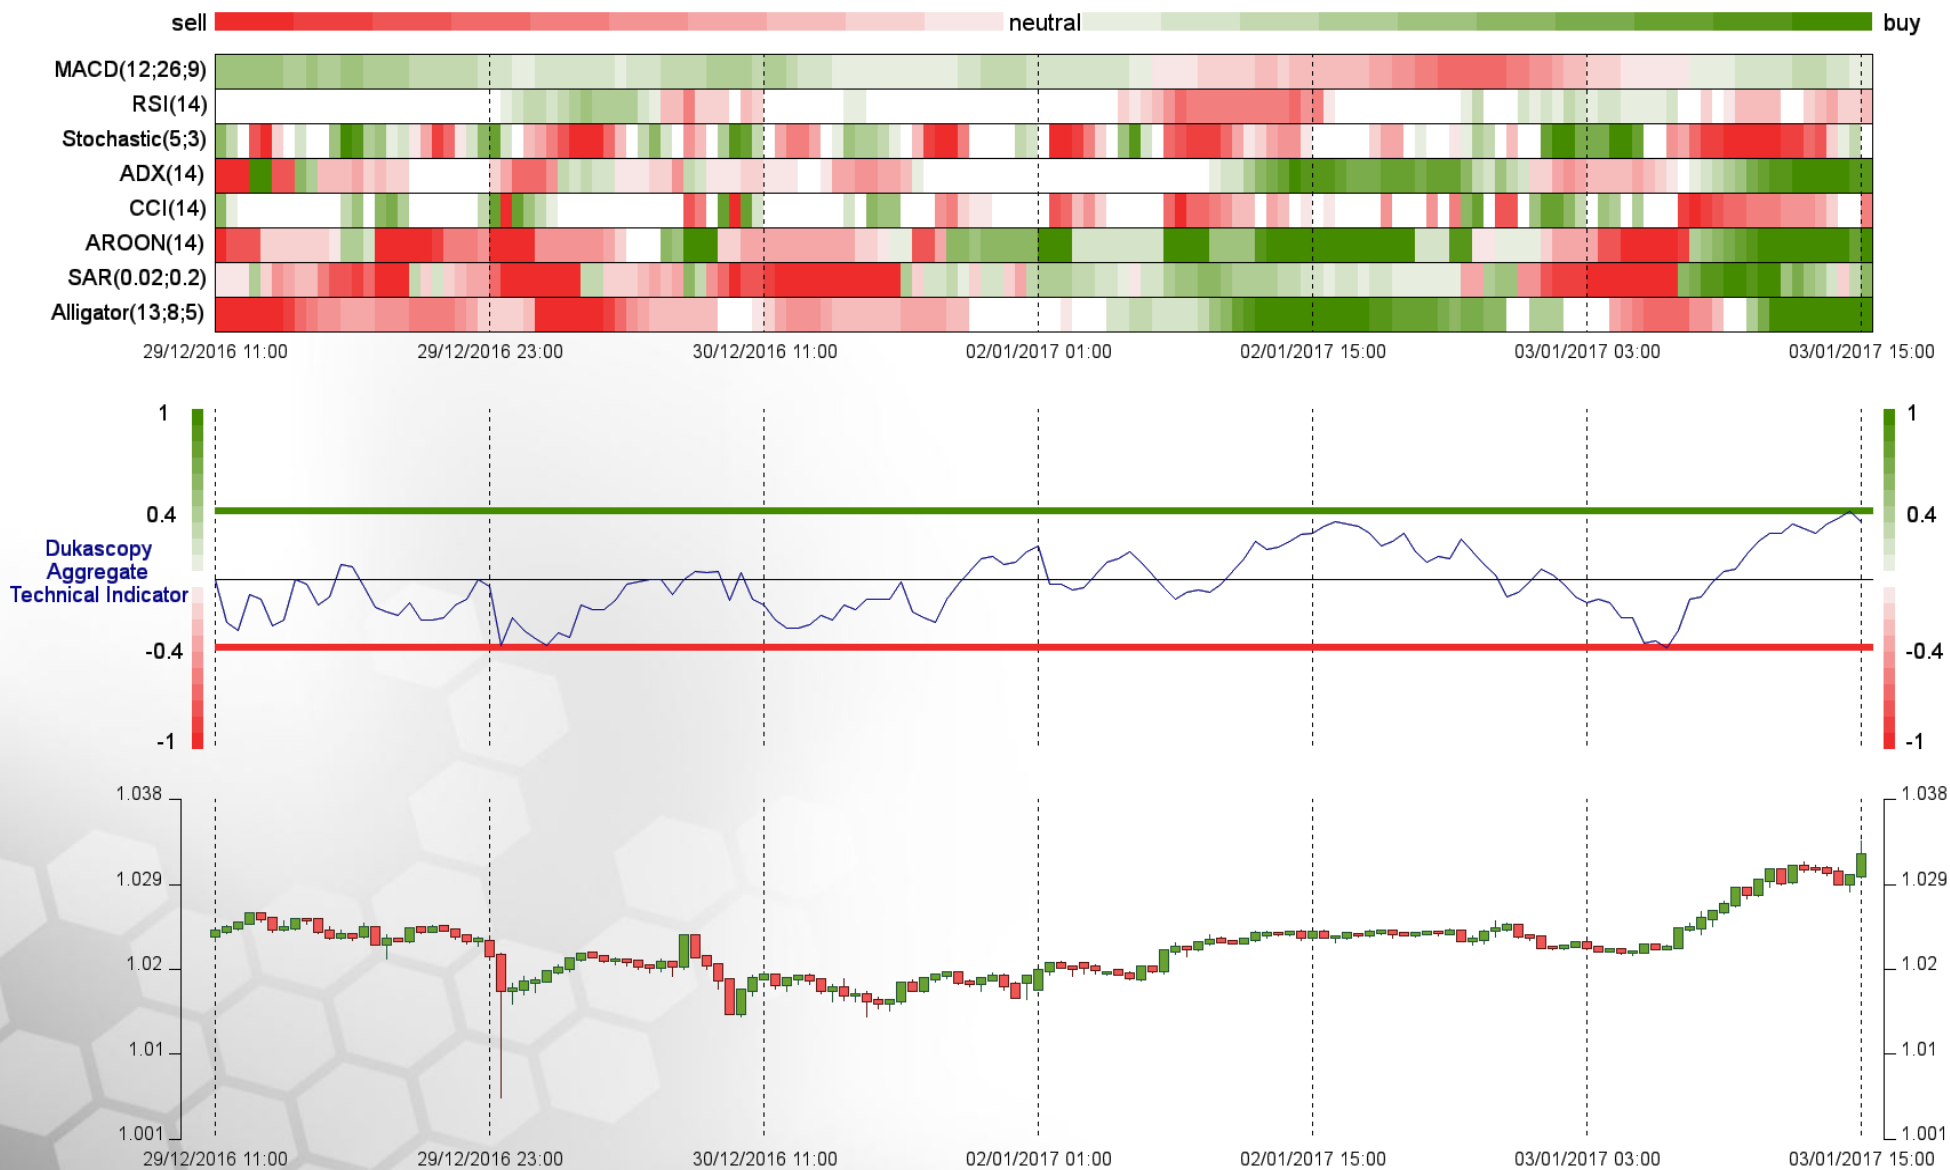 sell neutral buy
MACD(12;26;9)
RSI(14)
Stochastic(5;3)
ADX(14)
CCI(14)
AROON(14)
SAR(0.02;0.2)
Alligator(13;8;5)
29/12/2016 11:00 29/12/2016 23:00 30/12/2016 11:00 02/01/2017 01:00 02/01/2017 15:00 03/01/2017 03:00 03/01/2017 15:00
1 1
0.4 0.4
Dukascopy
Aggregate
Technical Indicator
-0.4 -0.4
-1 -1
1.038 1.038
1.029 1.029
1.02 1.02
1.01 1.01
1.001 1.001
29/12/2016 11:00 29/12/2016 23:00 30/12/2016 11:00 02/01/2017 01:00 02/01/2017 15:00 03/01/2017 03:00 03/01/2017 15:00